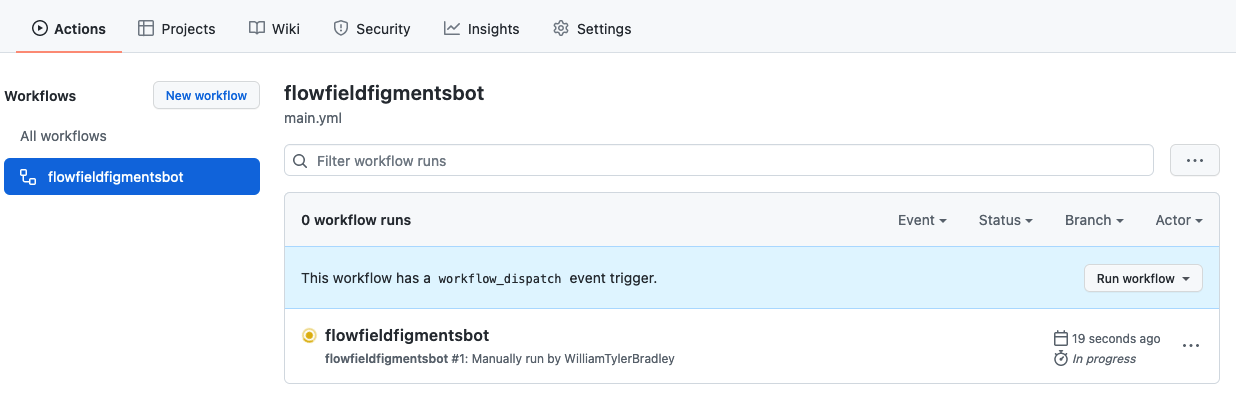 Actions Projects Wiki Security Insights Settings
Workflows
New workflow
All workflows
flowfieldfigmentsbot
flowfieldfigmentsbot
main.yml
Filter workflow runs
0 workflow runs Event Status Branch Actor
This workflow has a workflow_dispatch event trigger. Run workflow
flowfieldfigmentsbot
flowfieldfigmentsbot #1: Manually run by WilliamTylerBradley
19 seconds ago
In progress